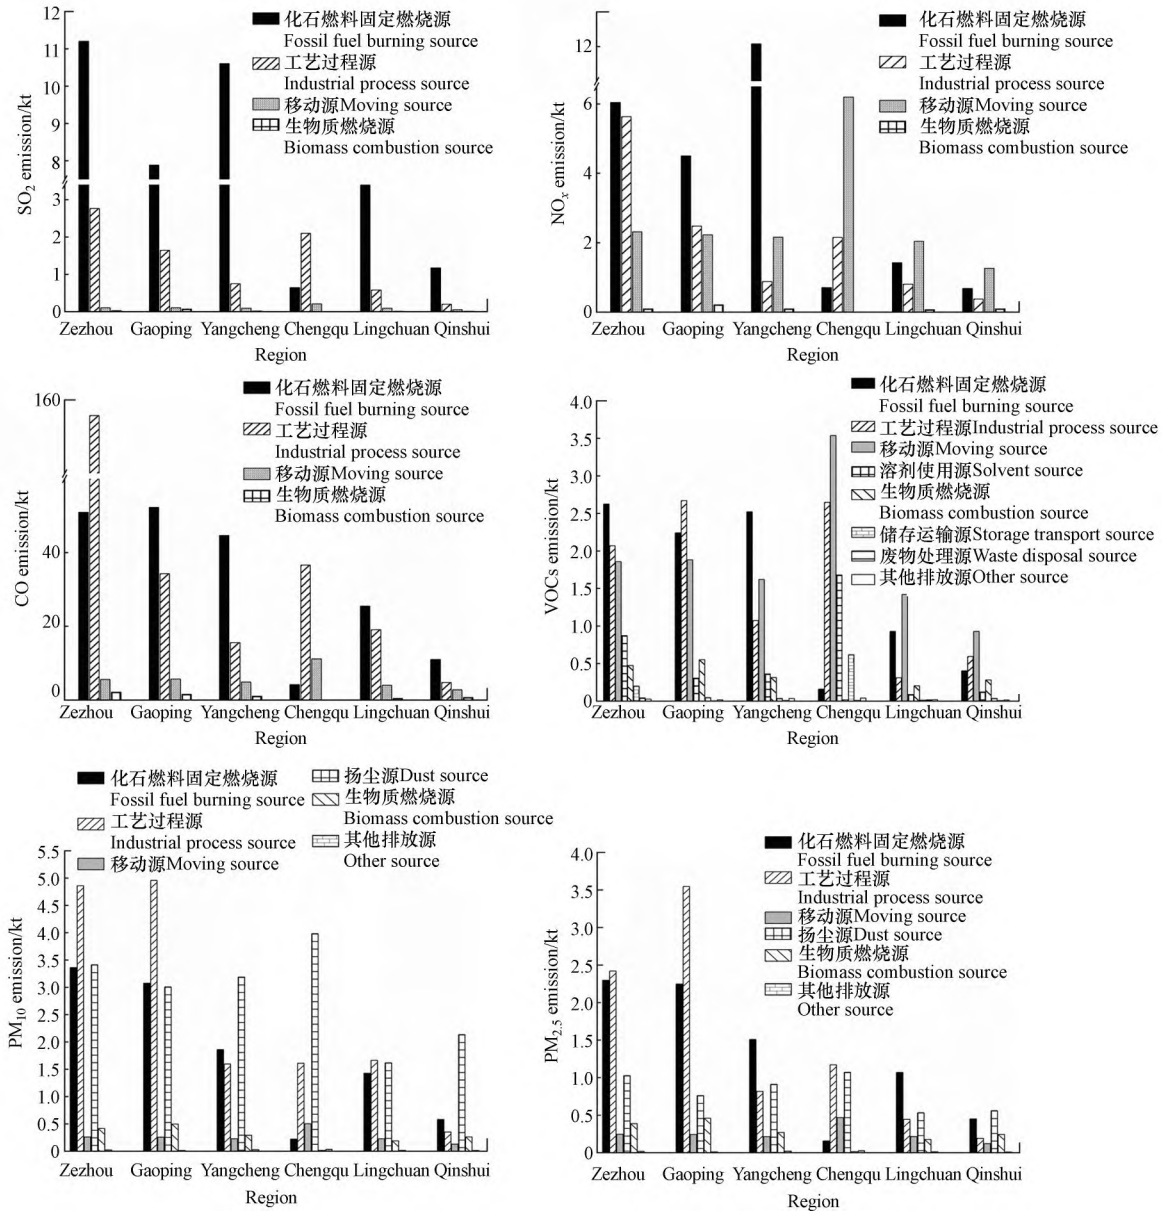 12
11
10
9
8
3
2
1
0
SO2 emission/kt
化石燃料固定燃烧源
Fossil fuel burning source
工艺过程源
Industrial process source
移动源Moving source
生物质燃烧源
Biomass combustion source
Zezhou Gaoping Yangcheng Chengqu Lingchuan Qinshui
Region
12
6
4
2
0
NOx emission/kt
化石燃料固定燃烧源
Fossil fuel burning source
工艺过程源
Industrial process source
移动源Moving source
生物质燃烧源
Biomass combustion source
Zezhou Gaoping Yangcheng Chengqu Lingchuan Qinshui
Region
160
40
20
0
CO emission/kt
化石燃料固定燃烧源
Fossil fuel burning source
工艺过程源
Industrial process source
移动源Moving source
生物质燃烧源
Biomass combustion source
Zezhou Gaoping Yangcheng Chengqu Lingchuan Qinshui
Region
4.0
3.5
3.0
2.5
2.0
1.5
1.0
0.5
0
VOCs emission/kt
化石燃料固定燃烧源
Fossil fuel burning source
工艺过程源Industrial process source
移动源Moving source
溶剂使用源Solvent source
生物质燃烧源
Biomass combustion source
储存运输源Storage transport source
废物处理源Waste disposal source
其他排放源Other source
Zezhou Gaoping Yangcheng Chengqu Lingchuan Qinshui
Region
化石燃料固定燃烧源
Fossil fuel burning source
工艺过程源
Industrial process source
移动源Moving source
扬尘源Dust source
生物质燃烧源
Biomass combustion source
其他排放源
Other source
5.5
5.0
4.5
4.0
3.5
3.0
2.5
2.0
1.5
1.0
0.5
0
PM10 emission/kt
Zezhou Gaoping Yangcheng Chengqu Lingchuan Qinshui
Region
4.0
3.5
3.0
2.5
2.0
1.5
1.0
0.5
0
PM2.5 emission/kt
化石燃料固定燃烧源
Fossil fuel burning source
工艺过程源
Industrial process source
移动源Moving source
扬尘源Dust source
生物质燃烧源
Biomass combustion source
其他排放源
Other source
Zezhou Gaoping Yangcheng Chengqu Lingchuan Qinshui
Region